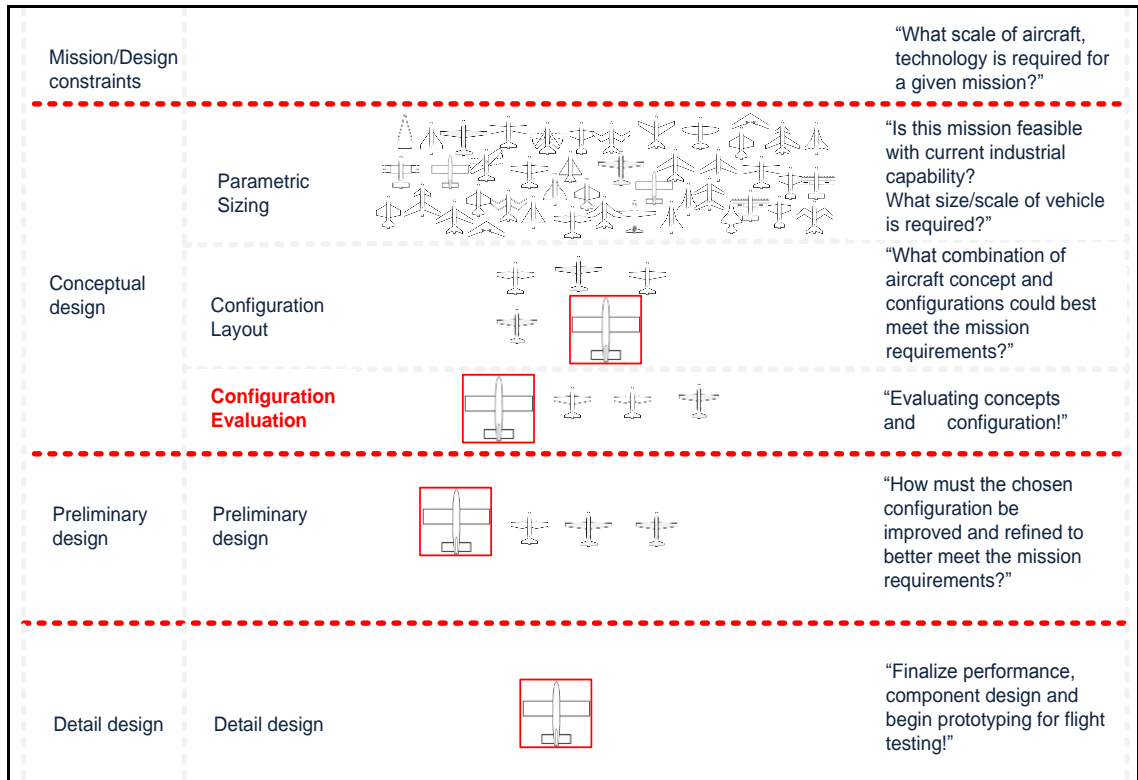 Mission/Design
constraints
“What scale of aircraft,
technology is required for
a given mission?”
Conceptual
design
Parametric
Sizing
“Is this mission feasible
with current industrial
capability?
What size/scale of vehicle
is required?”
Configuration
Layout
“What combination of
aircraft concept and
configurations could best
meet the mission
requirements?”
Configuration
Evaluation
“Evaluating concepts
and configuration!”
Preliminary
design
Preliminary
design
“How must the chosen
configuration be
improved and refined to
better meet the mission
requirements?”
Detail design
Detail design
“Finalize performance,
component design and
begin prototyping for flight
testing!”